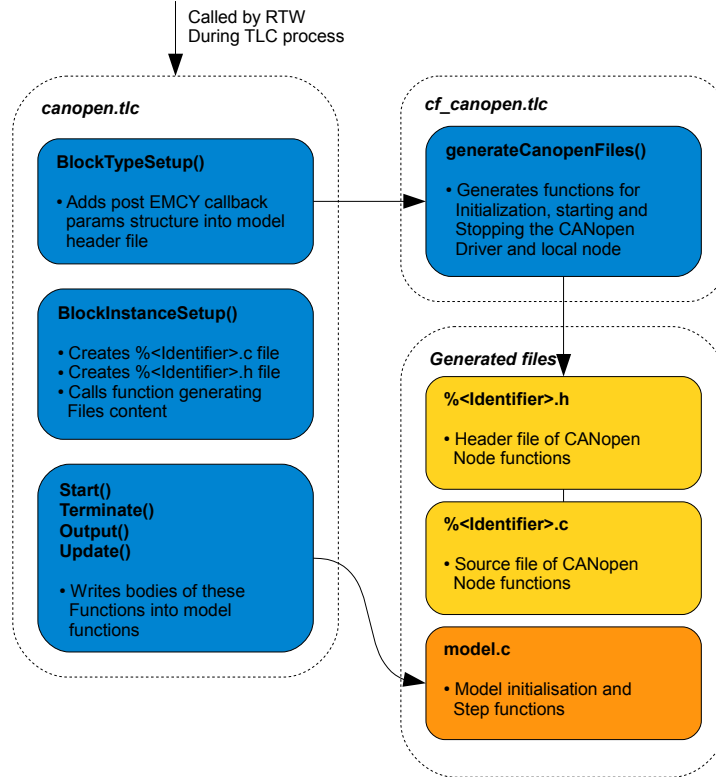 Called by RTW
During TLC process
canopen.tlc
BlockTypeSetup()
• Adds post EMCY callback
params structure into model
header file
BlockInstanceSetup()
• Creates %<Identifier>.c file
• Creates %<Identifier>.h file
• Calls function generating
Files content
Start()
Terminate()
Output()
Update()
• Writes bodies of these
Functions into model
functions
cf_canopen.tlc
generateCanopenFiles()
• Generates functions for
Initialization, starting and
Stopping the CANopen
Driver and local node
Generated files
%<Identifier>.h
• Header file of CANopen
Node functions
%<Identifier>.c
• Source file of CANopen
Node functions
model.c
• Model initialisation and
Step functions